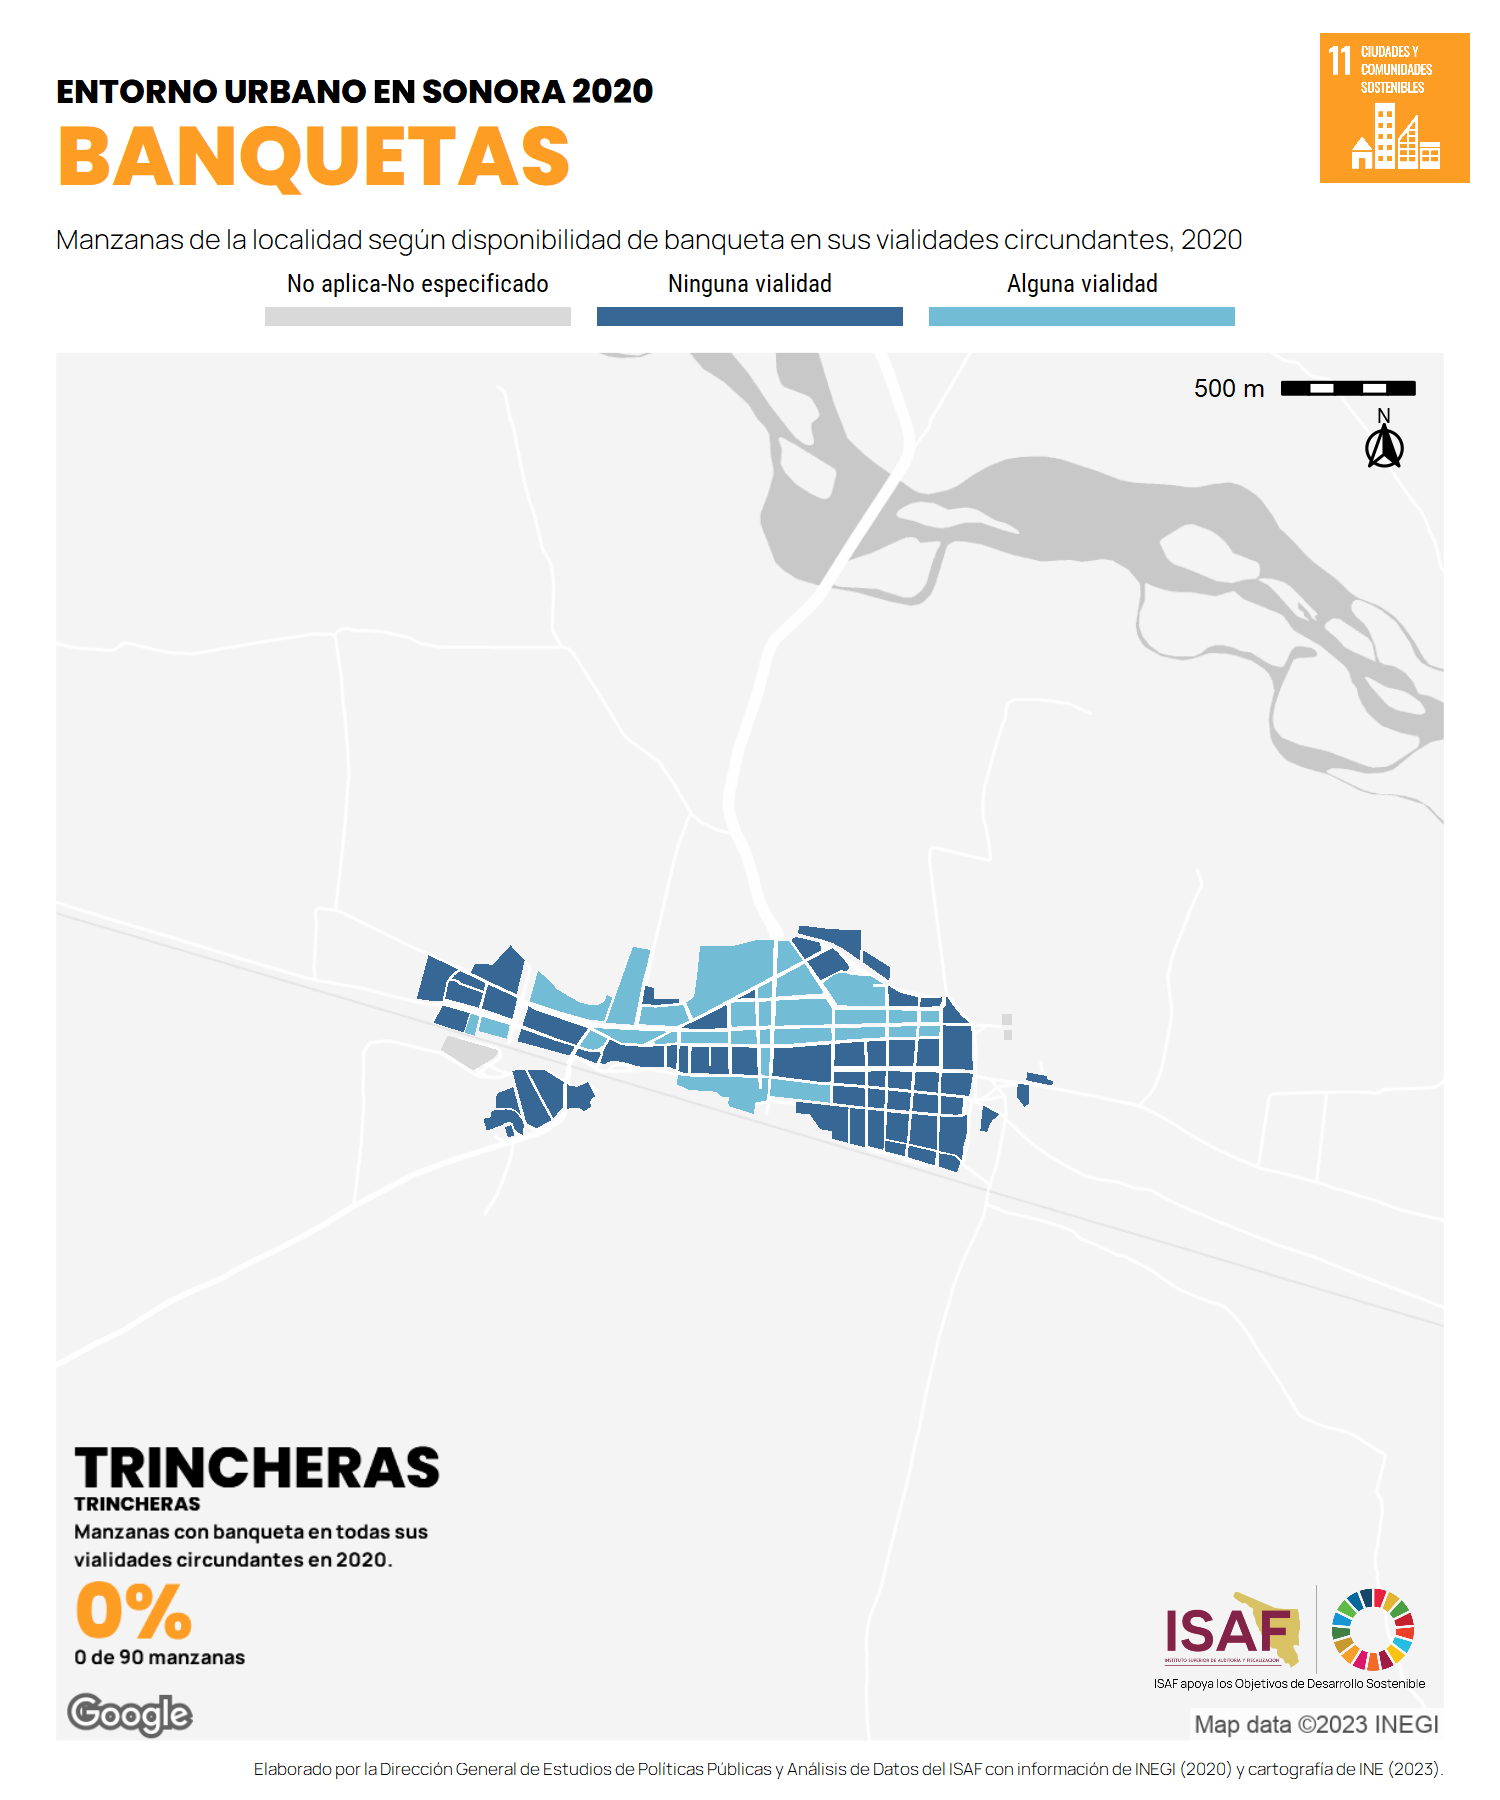 11 CIUDADES Y
COMUNIDADES
SOSTENIBLES
ENTORNO URBANO EN SONORA 2020
BANQUETAS
Manzanas de la localidad según disponibilidad de banqueta en sus vialidades circundantes, 2020
No aplica-No especificado
Ninguna vialidad
Alguna vialidad
500 m
N
TRINCHERAS
TRINCHERAS
Manzanas con banqueta en todas sus
vialidades circundantes en 2020.
0%
0 de 90 manzanas
Google
ISAF
INSTITUTO SUPERIOR DE AUDITORÍA Y FISCALIZACIÓN
ISAF apoya los Objetivos de Desarrollo Sostenible
Map data ©2023 INEGI
Elaborado por la Dirección General de Estudios de Políticas Públicas y Análisis de Datos del ISAF con información de INEGI (2020) y cartografía de INE (2023).